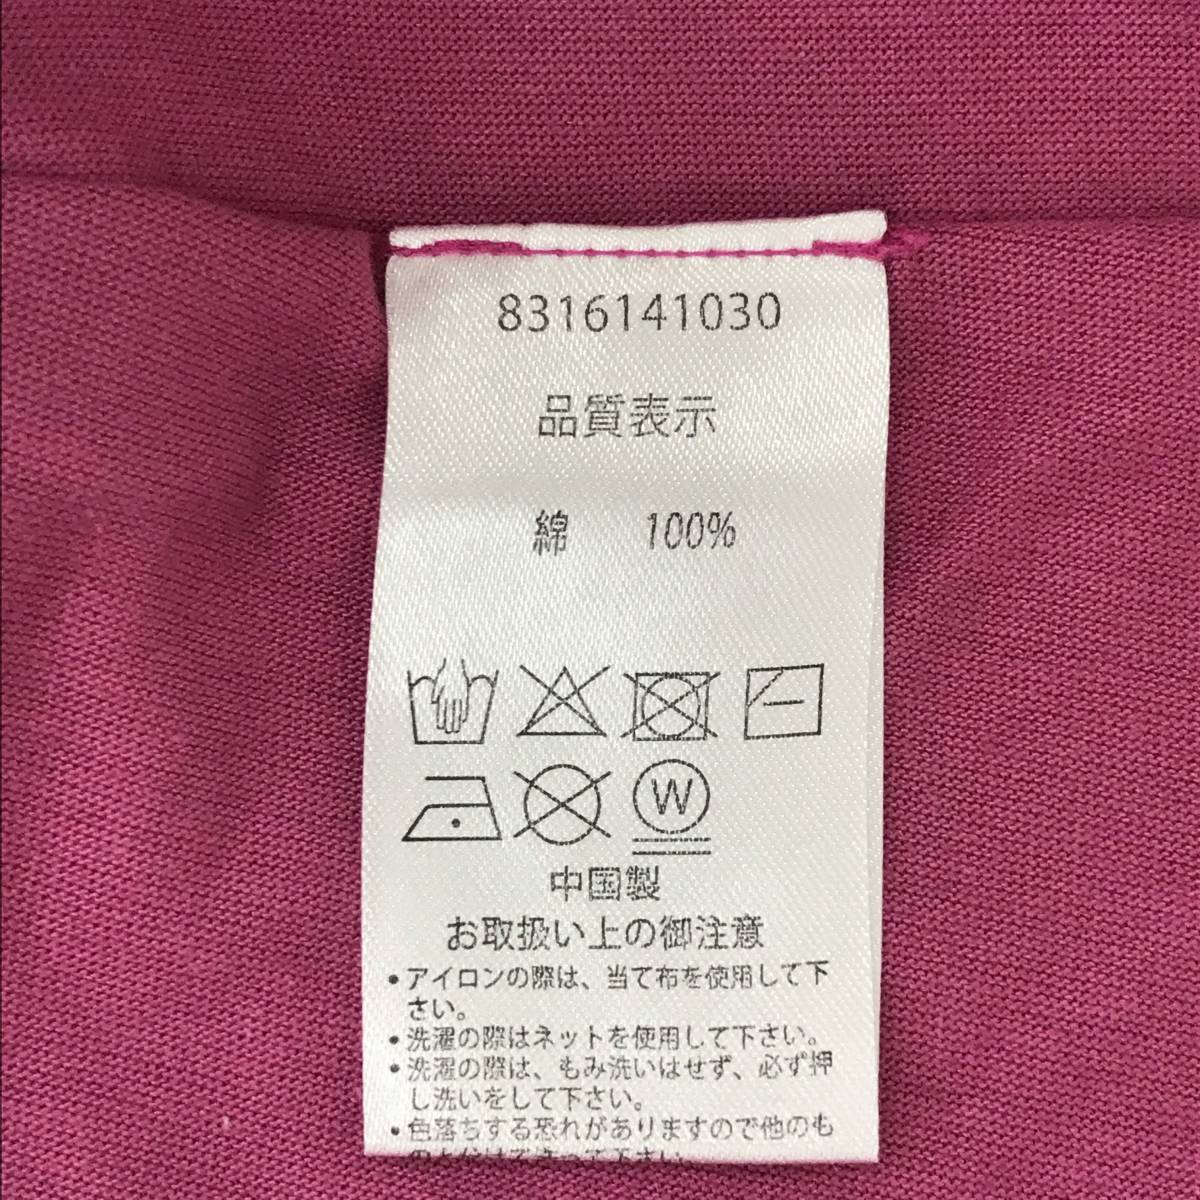 8316141030
品質表示
綿 100%
W
中国製
お取扱い上の御注意
•アイロンの際は、当て布を使用して下
さい。
•洗濯の際はネットを使用して下さい。
•洗濯の際は、もみ洗いはせず、必ず押
し洗いをして下さい。
•色落ちする恐れがありますので他のも